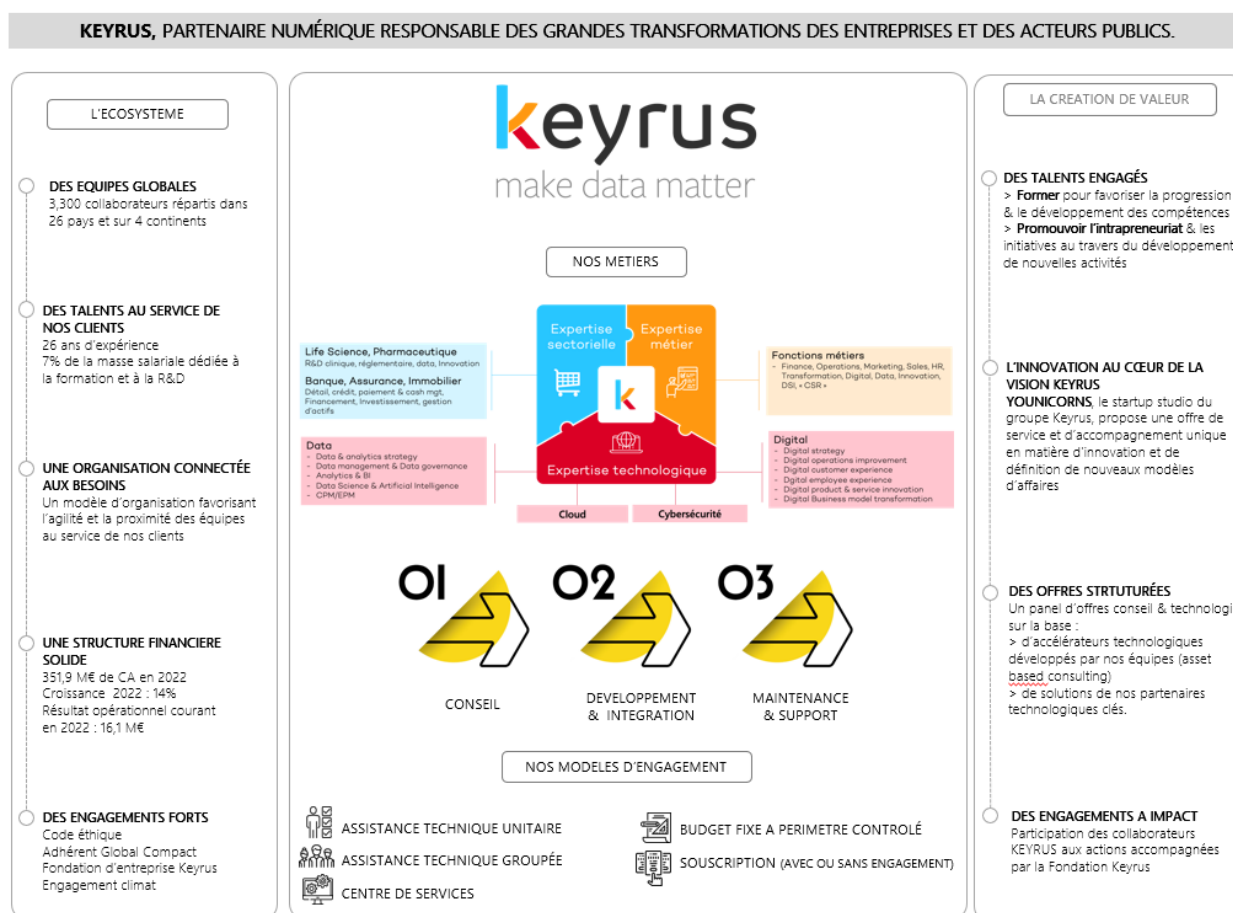 KEYRUS, PARTENAIRE NUMÉRIQUE RESPONSABLE DES GRANDES TRANSFORMATIONS DES ENTREPRISES ET DES ACTEURS PUBLICS.
L'ECOSYSTEME
DES EQUIPES GLOBALES
3,300 collaborateurs répartis dans
26 pays et sur 4 continents
DES TALENTS AU SERVICE DE
NOS CLIENTS
26 ans d'expérience
7% de la masse salariale dédiée à
la formation et à la R&D
UNE ORGANISATION CONNECTÉE
AUX BESOINS
Un modèle d'organisation favorisant
l'agilité et la proximité des équipes
au service de nos clients
UNE STRUCTURE FINANCIERE
SOLIDE
351,9 M€ de CA en 2022
Croissance 2022 : 14%
Résultat opérationnel courant
en 2022 : 16,1 M€
DES ENGAGEMENTS FORTS
Code éthique
Adhérent Global Compact
Fondation d'entreprise Keyrus
Engagement climat
keyrus
make data matter
NOS METIERS
Expertise
sectorielle
Expertise
métier
k
Expertise technologique
Life Science, Pharmaceutique
R&D clinique, réglementaire, data, Innovation
Banque, Assurance, Immobilier
Détail, crédit, paiement & cash mgt,
Financement, Investissement, gestion
d'actifs
Fonctions métiers
- Finance, Operations, Marketing, Sales, HR,
Transformation, Digital, Data, Innovation,
DSI, « CSR »
Data
- Data & analytics strategy
- Data management & Data governance
- Analytics & BI
- Data Science & Artificial Intelligence
- CPM/EPM
Digital
- Digital strategy
- Digital operations improvement
- Digital customer experience
- Digital employee experience
- Digital product & service innovation
- Digital Business model transformation
Cloud
Cybersécurité
01
02
03
CONSEIL
DEVELOPPEMENT
& INTEGRATION
MAINTENANCE
& SUPPORT
NOS MODELES D'ENGAGEMENT
ASSISTANCE TECHNIQUE UNITAIRE
ASSISTANCE TECHNIQUE GROUPÉE
CENTRE DE SERVICES
BUDGET FIXE A PERIMETRE CONTROLÉ
SOUSCRIPTION (AVEC OU SANS ENGAGEMENT)
LA CREATION DE VALEUR
DES TALENTS ENGAGÉS
> Former pour favoriser la progression
& le développement des compétences
> Promouvoir l'intrapreneuriat & les
initiatives au travers du développement
de nouvelles activités
L'INNOVATION AU CŒUR DE LA
VISION KEYRUS
YOUNICORNS, le startup studio du
groupe Keyrus, propose une offre de
service et d'accompagnement unique
en matière d'innovation et de
définition de nouveaux modèles
d'affaires
DES OFFRES STRTUTURÉES
Un panel d'offres conseil & technologi
sur la base :
> d'accélérateurs technologiques
développés par nos équipes (asset
based consulting)
> de solutions de nos partenaires
technologiques clés.
DES ENGAGEMENTS A IMPACT
Participation des collaborateurs
KEYRUS aux actions accompagnées
par la Fondation Keyrus